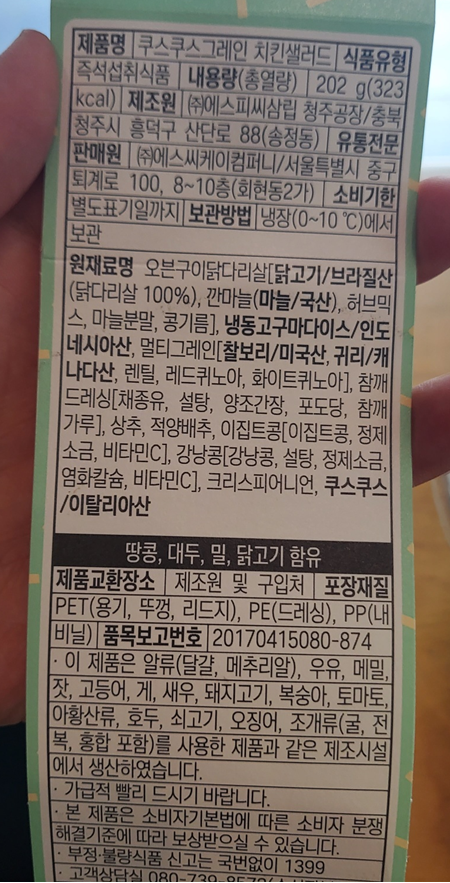 제품명 쿠스쿠스그레인 치킨샐러드 식품유형
즉석섭취식품 내용량(총열량) 202 g(323
kcal) 제조원 ㈜에스피씨삼립 청주공장/충북
청주시 흥덕구 산단로 88(송정동) 유통전문
판매원 ㈜에스씨케이컴퍼니/서울특별시 중구
퇴계로 100, 8~10층(회현동2가) 소비기한
별도표기일까지 보관방법 냉장(0~10 ℃)에서
보관
원재료명 오븐구이닭다리살[닭고기/브라질산
(닭다리살 100%), 깐마늘(마늘/국산), 허브믹
스, 마늘분말, 콩기름], 냉동고구마다이스/인도
네시아산, 멀티그레인[찰보리/미국산, 귀리/캐
나다산, 렌틸, 레드퀴노아, 화이트퀴노아], 참깨
드레싱[채종유, 설탕, 양조간장, 포도당, 참깨
가루], 상추, 적양배추, 이집트콩[이집트콩, 정제
소금, 비타민C], 강낭콩[강낭콩, 설탕, 정제소금,
염화칼슘, 비타민C], 크리스피어니언, 쿠스쿠스
/이탈리아산
땅콩, 대두, 밀, 닭고기 함유
제품교환장소 제조원 및 구입처 포장재질
PET(용기, 뚜껑, 리드지), PE(드레싱), PP(내
비닐) 품목보고번호 20170415080-874
· 이 제품은 알류(달걀, 메추리알), 우유, 메밀,
잣, 고등어, 게, 새우, 돼지고기, 복숭아, 토마토,
아황산류, 호두, 쇠고기, 오징어, 조개류(굴, 전
복, 홍합 포함)를 사용한 제품과 같은 제조시설
에서 생산하였습니다.
· 가급적 빨리 드시기 바랍니다.
· 본 제품은 소비자기본법에 따른 소비자 분쟁
해결기준에 따라 보상받으실 수 있습니다.
· 부정·불량식품 신고는 국번없이 1399
· 고객상담실